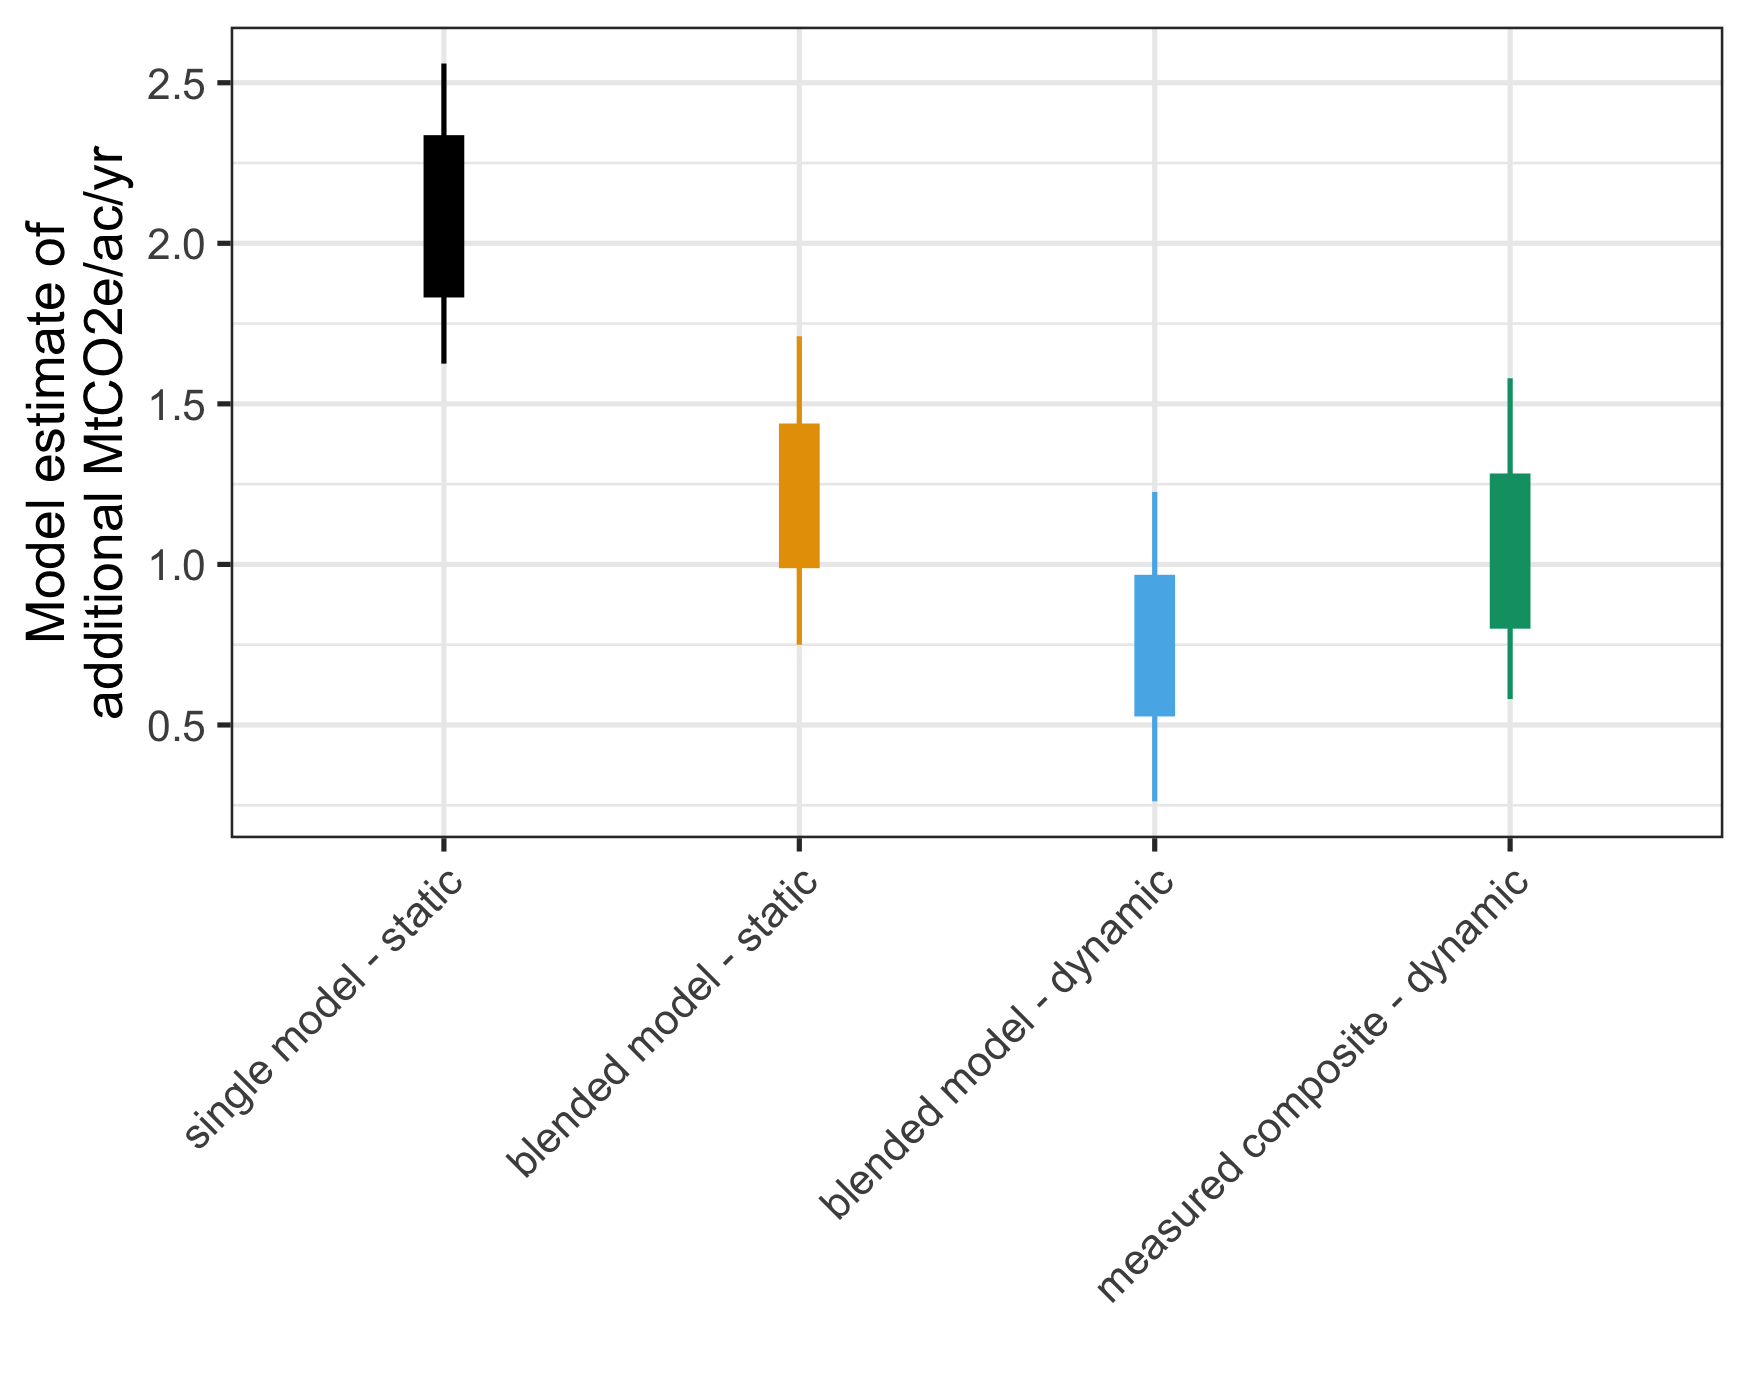 Model estimate of
additional MtCO2e/ac/yr
2.5
2.0
1.5
1.0
0.5
single model - static
blended model - static
blended model - dynamic
measured composite - dynamic